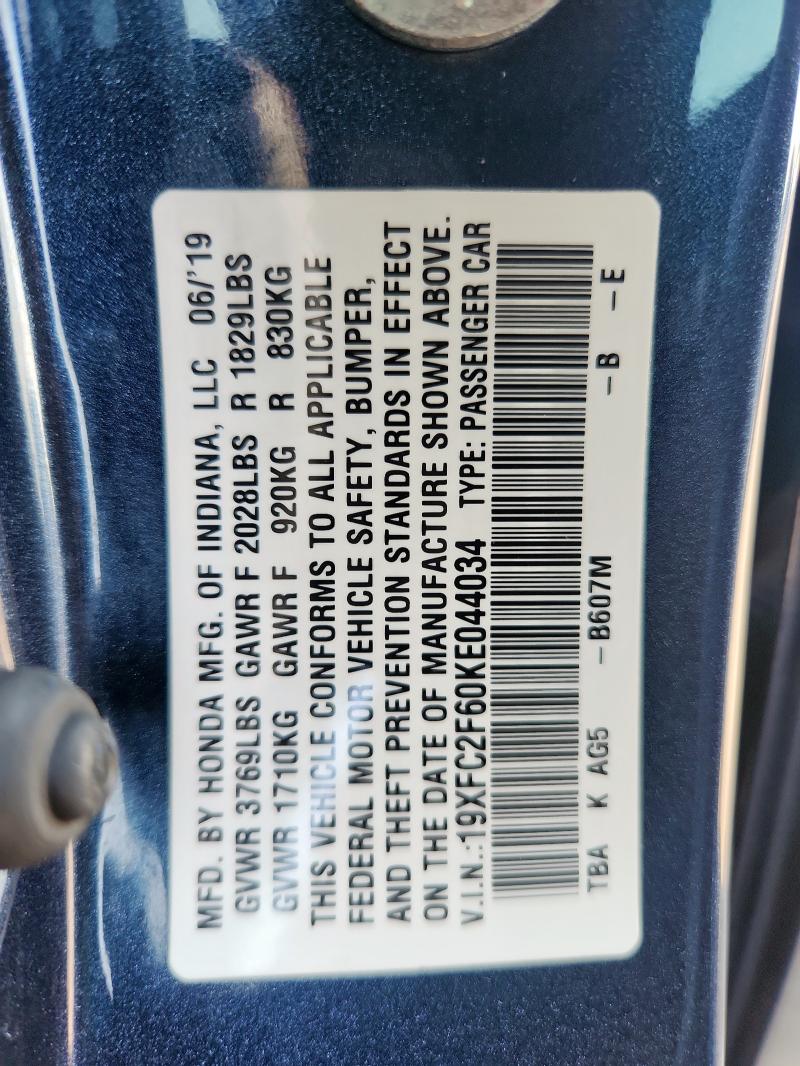 MFD. BY HONDA MFG. OF INDIANA, LLC 06/'19
GVWR 3769LBS GAWR F 2028LBS R 1829LBS
GVWR 1710KG GAWR F 920KG R 830KG
THIS VEHICLE CONFORMS TO ALL APPLICABLE
FEDERAL MOTOR VEHICLE SAFETY, BUMPER,
AND THEFT PREVENTION STANDARDS IN EFFECT
ON THE DATE OF MANUFACTURE SHOWN ABOVE.
V.I.N.:19XFC2F60KE044034 TYPE: PASSENGER CAR
TBA K AG5 –B607M –B –E